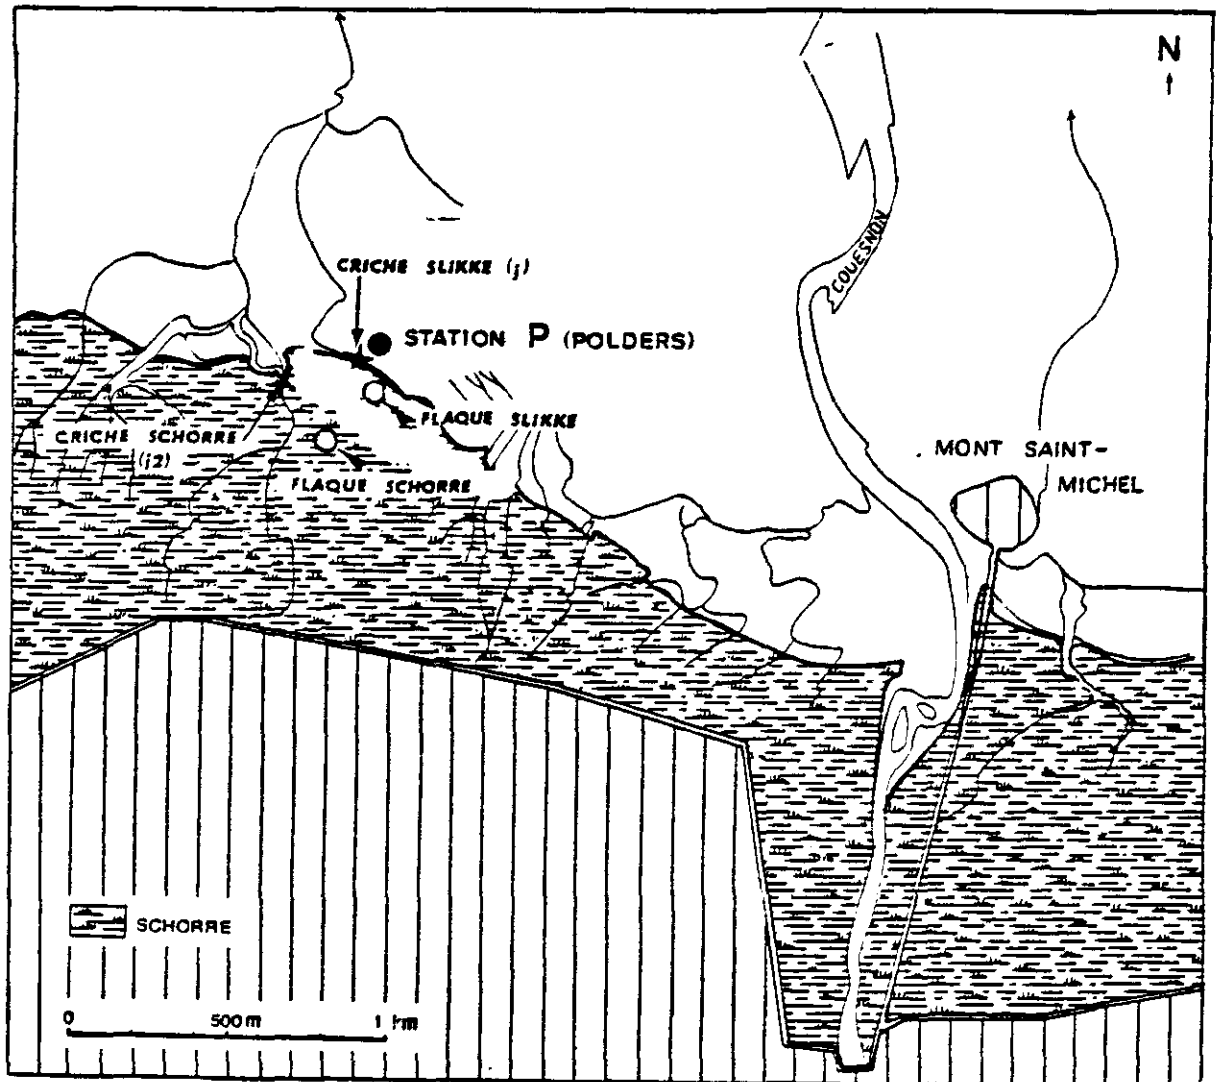 N
COUESNON
CRICHE SLIKKE (j)
STATION P (POLDERS)
FLAQUE SLIKKE
CRICHE SCHORRE
(j2)
FLAQUE SCHORRE
. MONT SAINT-
MICHEL
SCHORRE
0 500m 1 km